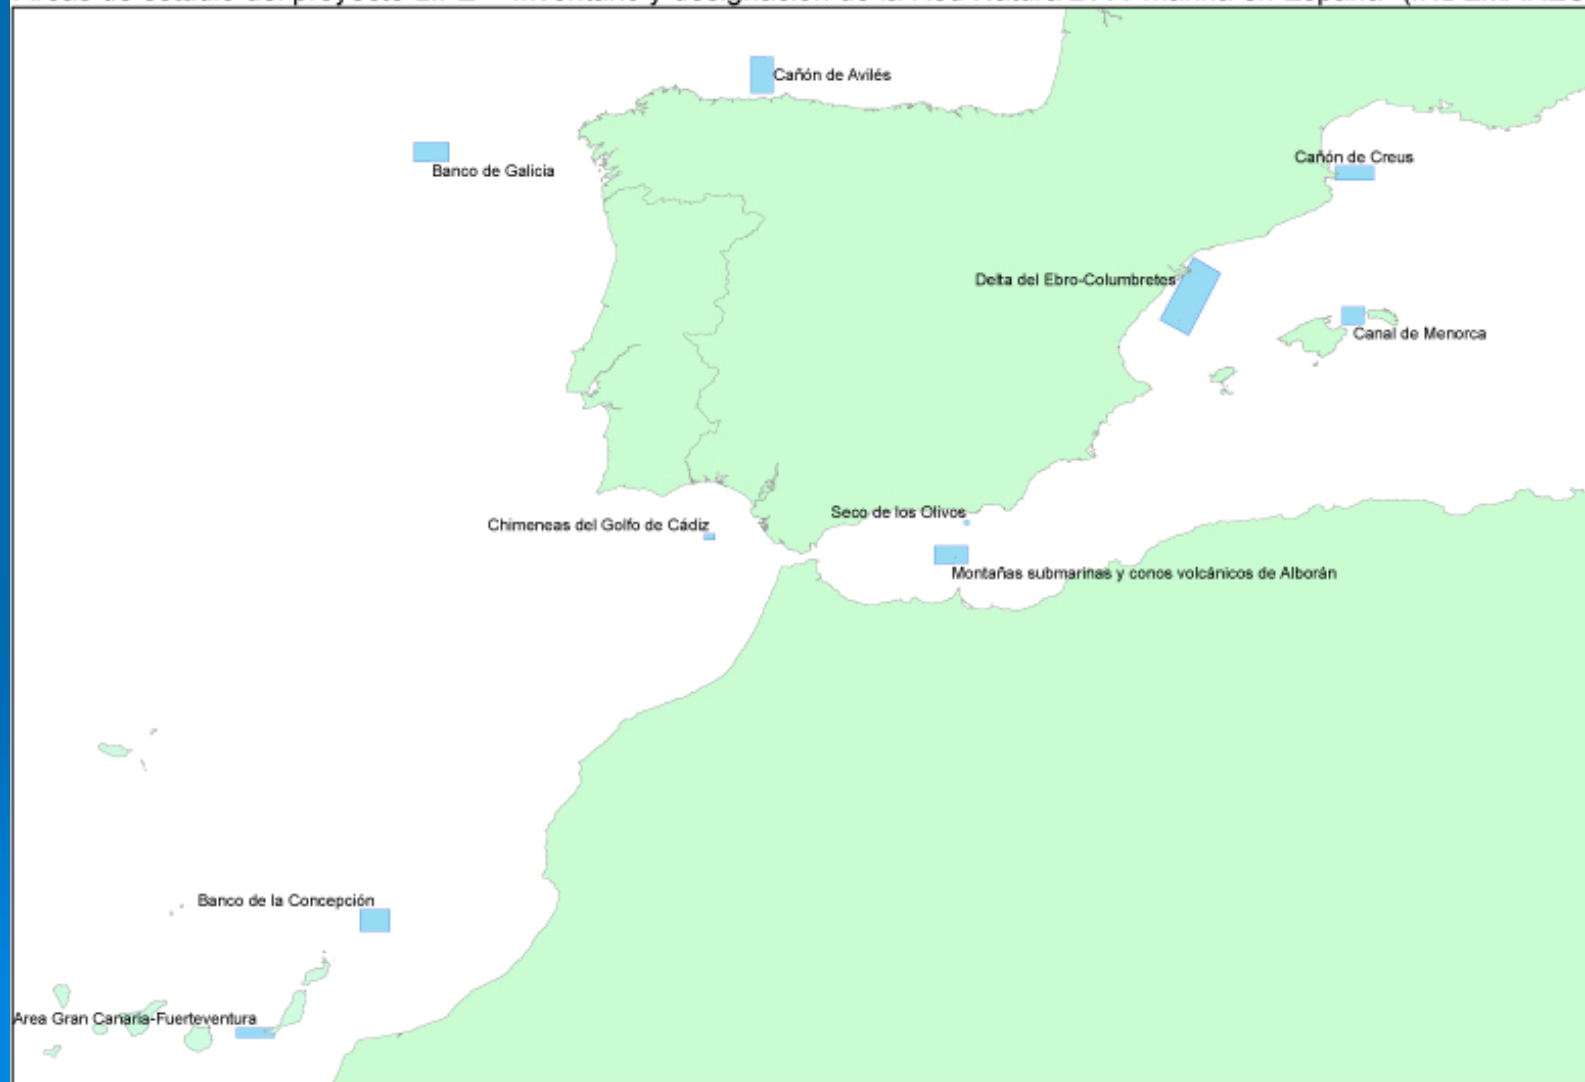 Cañón de Avilés
Banco de Galicia
Cañón de Creus
Delta del Ebro-Columbretes
Canal de Menorca
Seco de los Olivos
Chimeneas del Golfo de Cádiz
Montañas submarinas y conos volcánicos de Alborán
Banco de la Concepción
Area Gran Canaria-Fuerteventura